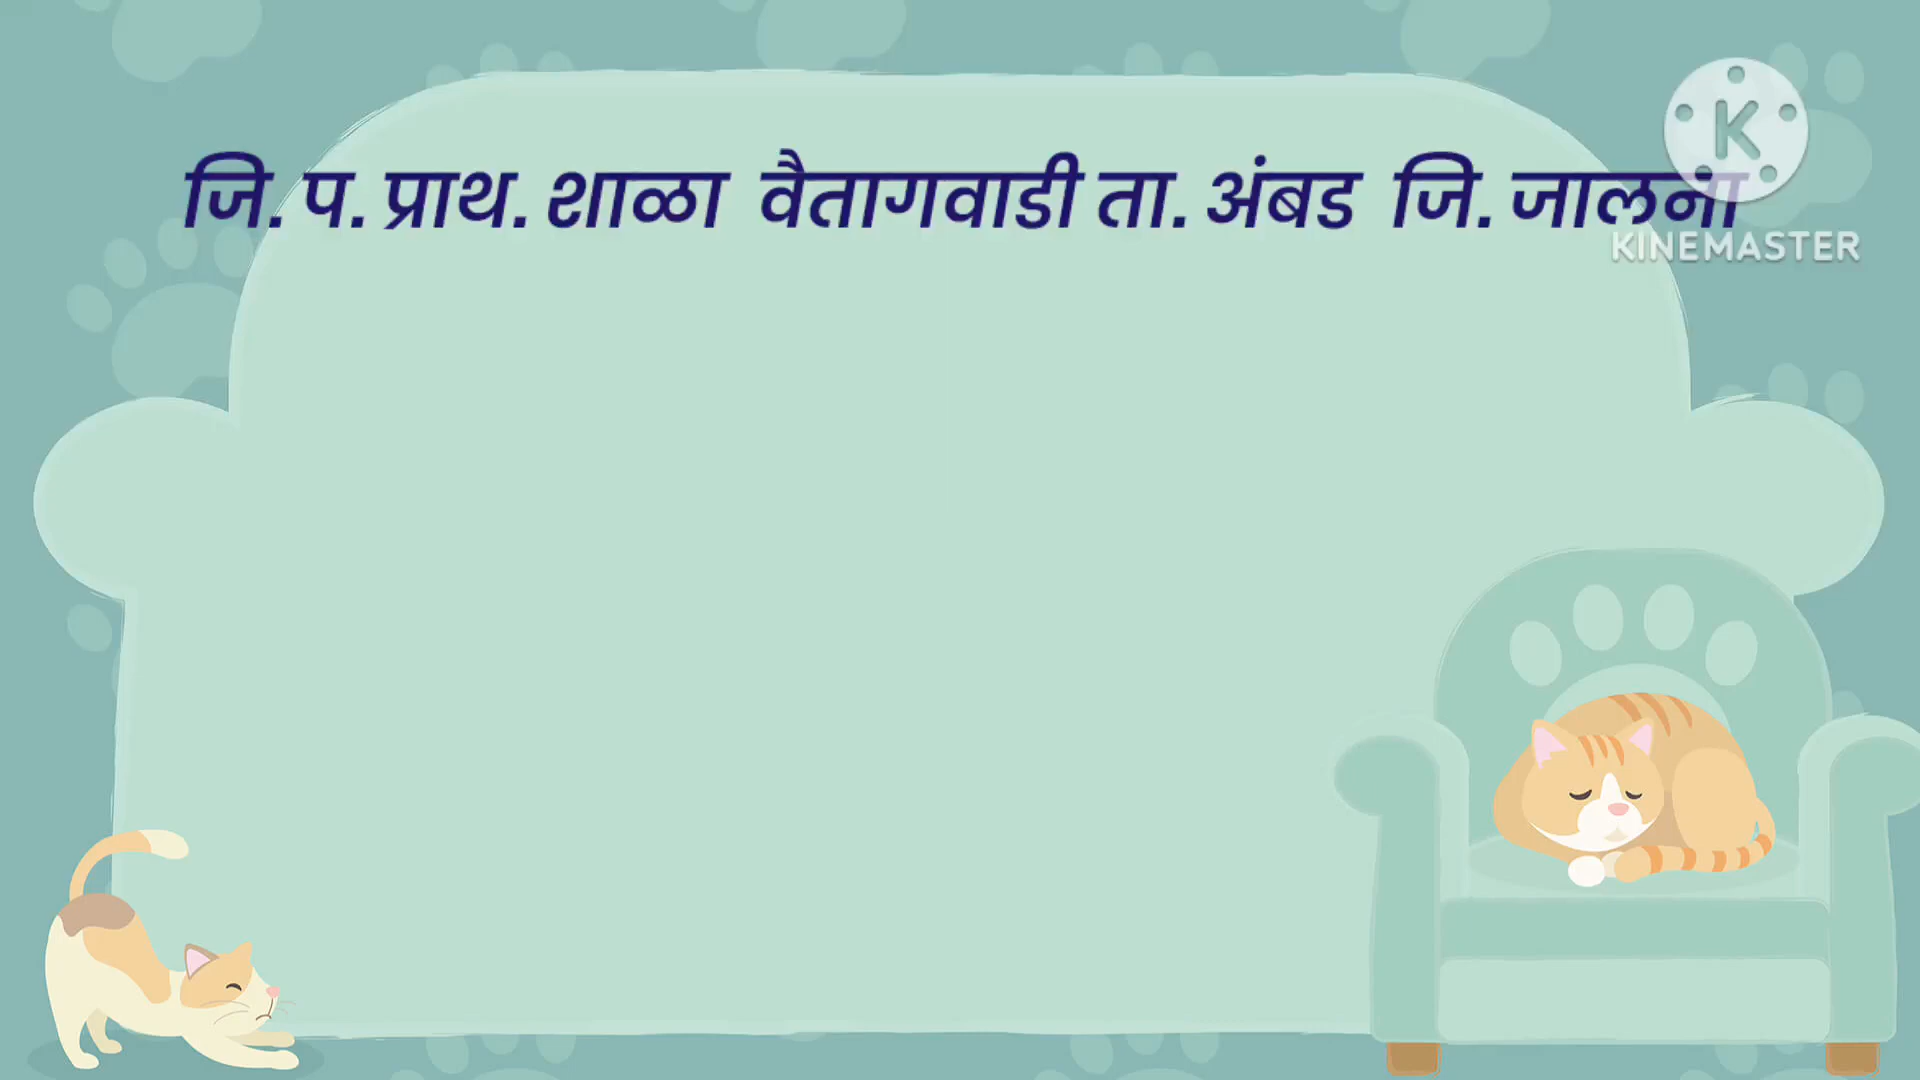 जि. प. प्राथ. शाळा वैतागवाडी ता. अंबड जि. जालना
K
KINEMASTER